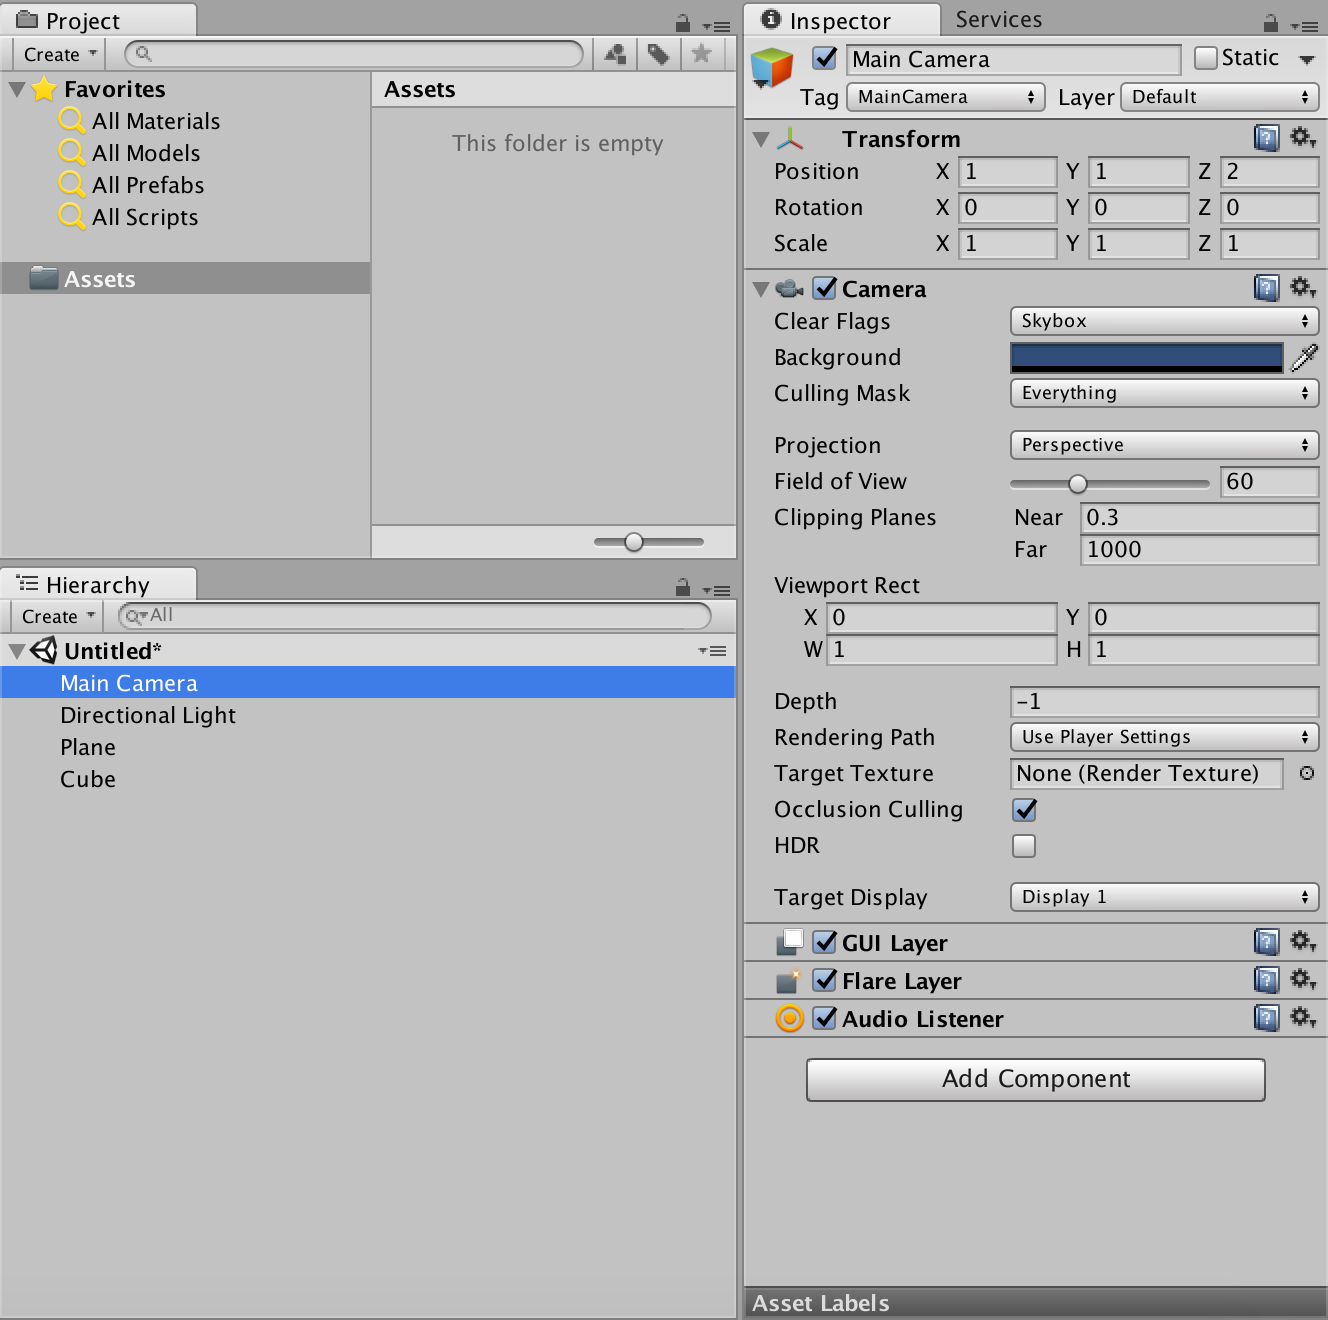 Project
Create
Favorites
All Materials
All Models
All Prefabs
All Scripts
Assets
Assets
This folder is empty
Hierarchy
Create All
Untitled*
Main Camera
Directional Light
Plane
Cube
Inspector Services
Main Camera Static
Tag MainCamera Layer Default
Transform
Position X 1 Y 1 Z 2
Rotation X 0 Y 0 Z 0
Scale X 1 Y 1 Z 1
Camera
Clear Flags Skybox
Background
Culling Mask Everything
Projection Perspective
Field of View 60
Clipping Planes Near 0.3
Far 1000
Viewport Rect
X 0 Y 0
W 1 H 1
Depth -1
Rendering Path Use Player Settings
Target Texture None (Render Texture)
Occlusion Culling
HDR
Target Display Display 1
GUI Layer
Flare Layer
Audio Listener
Add Component
Asset Labels